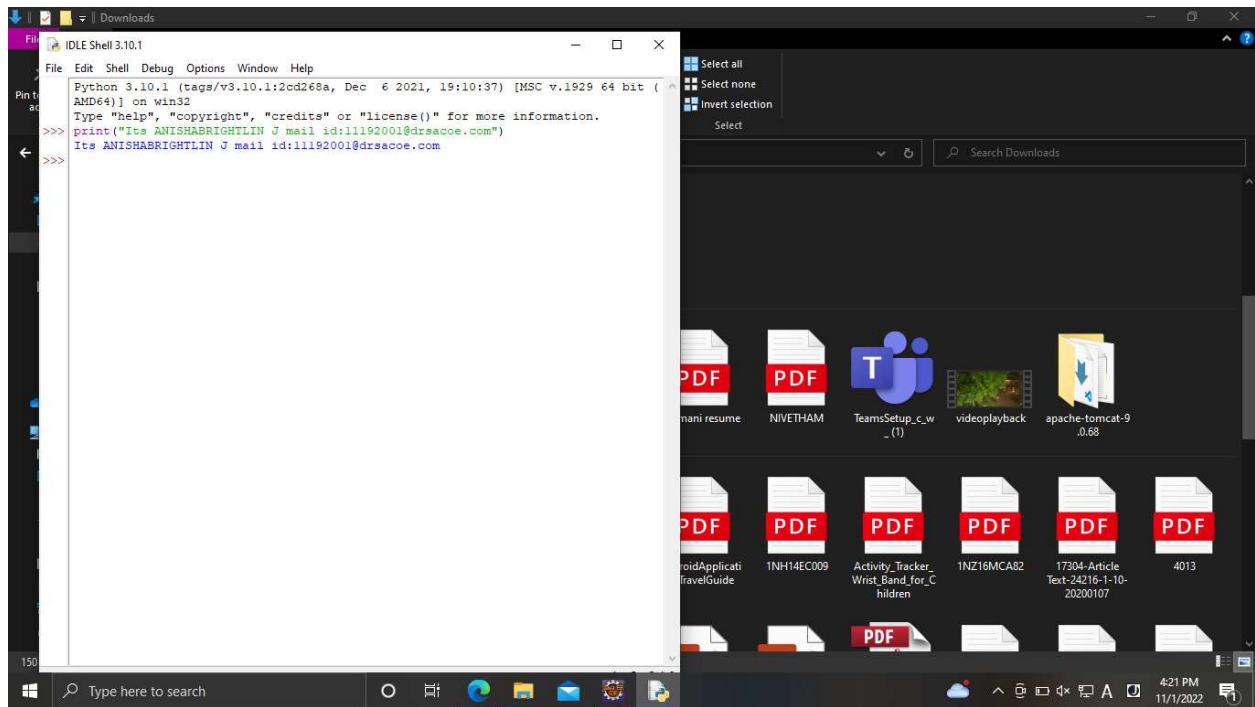 Downloads
File
IDLE Shell 3.10.1
File Edit Shell Debug Options Window Help
Python 3.10.1 (tags/v3.10.1:2cd268a, Dec  6 2021, 19:10:37) [MSC v.1929 64 bit (
AMD64)] on win32
Type "help", "copyright", "credits" or "license()" for more information.
>>> print("Its ANISHABRIGHTLIN J mail id:11192001@drsacoe.com")
Its ANISHABRIGHTLIN J mail id:11192001@drsacoe.com
>>>
Pin to
Select all
Select none
Invert selection
Select
Search Downloads
PDF
PDF
T
mani resume
NIVETHAM
TeamsSetup_c_w
_ (1)
videoplayback
apache-tomcat-9
.0.68
PDF
PDF
PDF
PDF
PDF
PDF
roidApplicati
TravelGuide
1NH14EC009
Activity_Tracker_
Wrist_Band_for_C
hildren
1NZ16MCA82
17304-Article
Text-24216-1-10-
20200107
4013
PDF
150
Type here to search
A
4:21 PM
11/1/2022
1